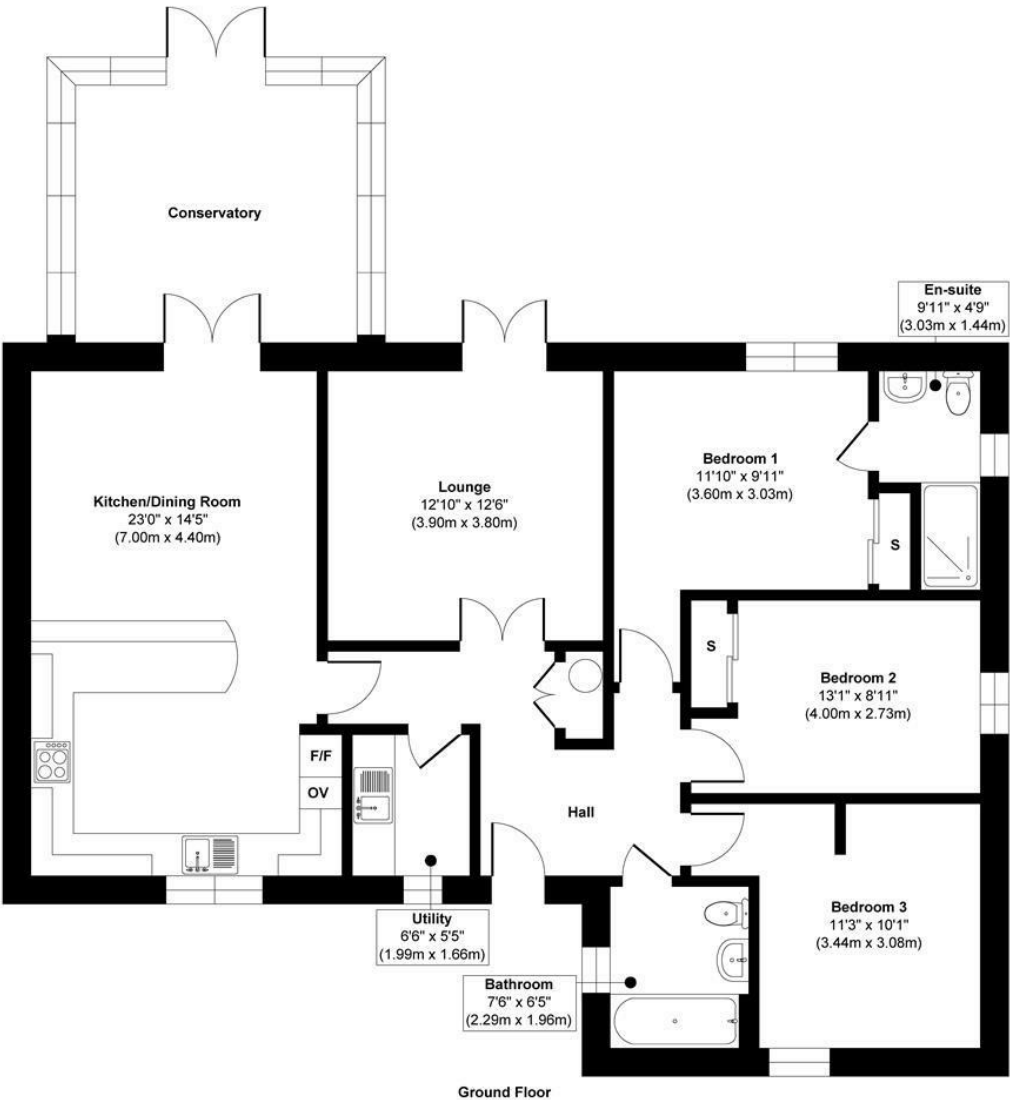 Conservatory
En-suite
9'11" x 4'9"
(3.03m x 1.44m)
Kitchen/Dining Room
23'0" x 14'5"
(7.00m x 4.40m)
Lounge
12'10" x 12'6"
(3.90m x 3.80m)
Bedroom 1
11'10" x 9'11"
(3.60m x 3.03m)
S
S
Bedroom 2
13'1" x 8'11"
(4.00m x 2.73m)
F/F
OV
Hall
Bedroom 3
11'3" x 10'1"
(3.44m x 3.08m)
Utility
6'6" x 5'5"
(1.99m x 1.66m)
Bathroom
7'6" x 6'5"
(2.29m x 1.96m)
Ground Floor